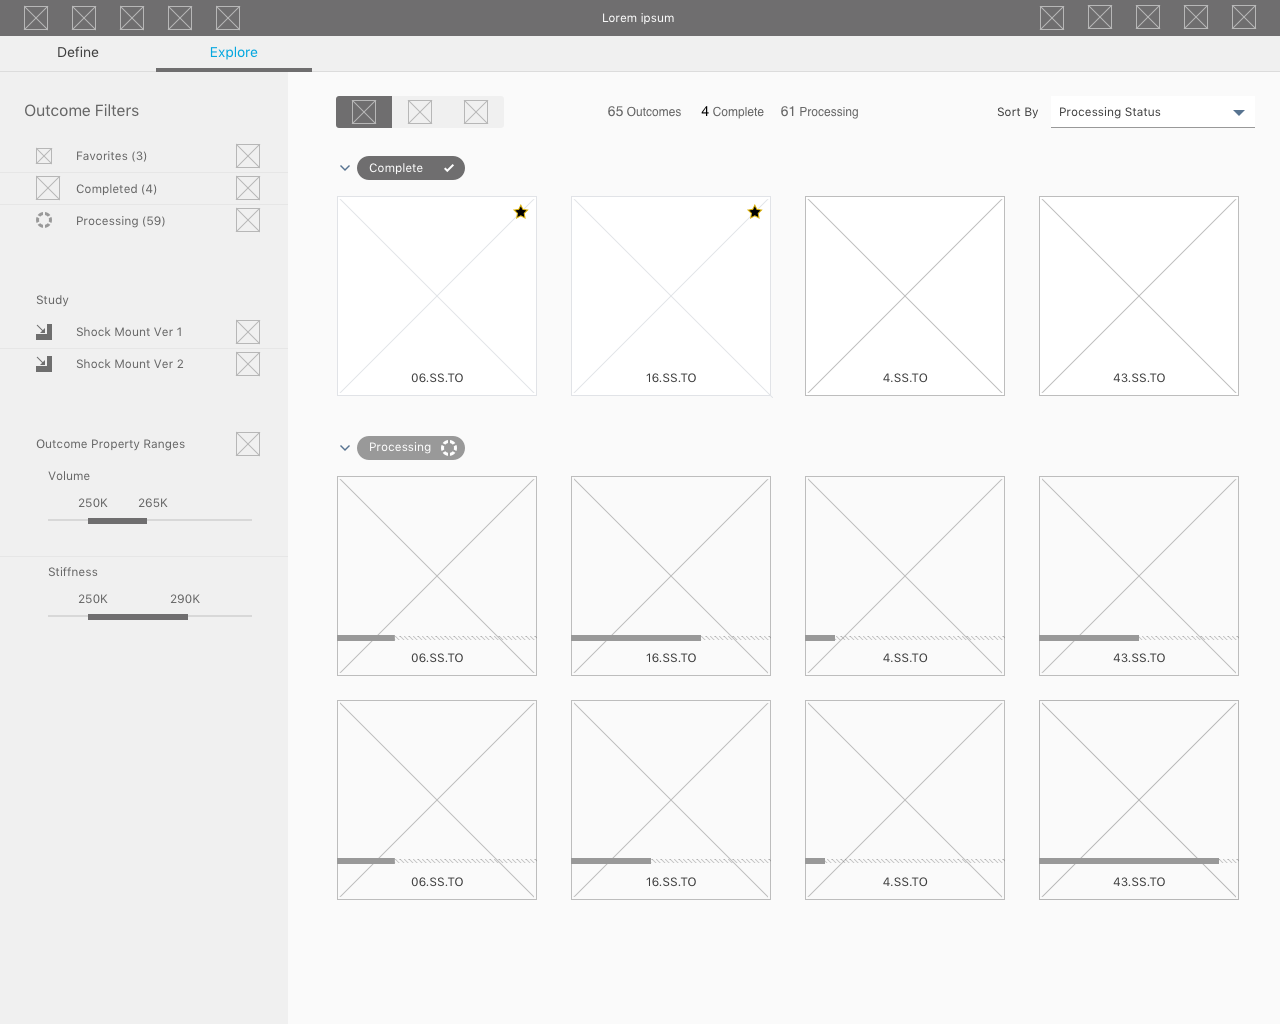 Lorem ipsum
Define
Explore
Outcome Filters
Favorites (3)
Completed (4)
Processing (59)
Study
Shock Mount Ver 1
Shock Mount Ver 2
Outcome Property Ranges
Volume
250K 265K
Stiffness
250K 290K
65 Outcomes 4 Complete 61 Processing
Sort By Processing Status
Complete
06.SS.TO
16.SS.TO
4.SS.TO
43.SS.TO
Processing
06.SS.TO
16.SS.TO
4.SS.TO
43.SS.TO
06.SS.TO
16.SS.TO
4.SS.TO
43.SS.TO